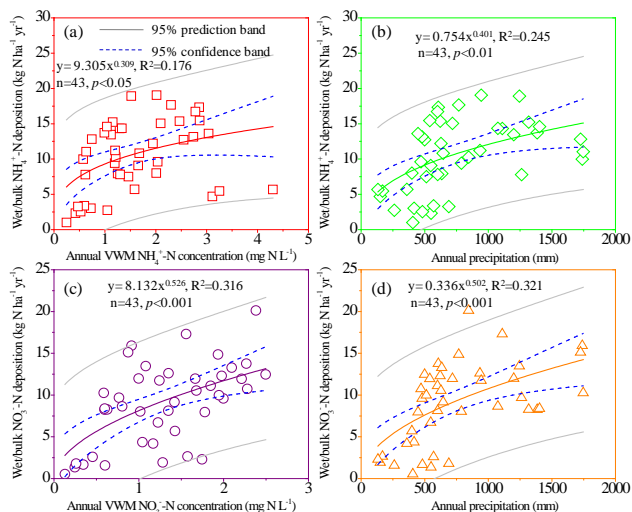 (a)
95% prediction band
95% confidence band
y= 9.305x^0.309, R²=0.176
n=43, p<0.05
Wet/bulk NH₄⁺-N deposition (kg N ha⁻¹ yr⁻¹)
30
25
20
15
10
5
0
0 1 2 3 4 5
Annual VWM NH₄⁺-N concentration (mg N L⁻¹)
(b)
y= 0.754x^0.401, R²=0.245
n=43, p<0.01
Wet/bulk NH₄⁺-N deposition (kg N ha⁻¹ yr⁻¹)
30
25
20
15
10
5
0
0 500 1000 1500 2000
Annual precipitation (mm)
(c)
y= 8.132x^0.526, R²=0.316
n=43, p<0.001
Wet/bulk NO₃⁻-N deposition (kg N ha⁻¹ yr⁻¹)
25
20
15
10
5
0
0 1 2 3
Annual VWM NO₃⁻-N concentration (mg N L⁻¹)
(d)
y= 0.336x^0.502, R²=0.321
n=43, p<0.001
Wet/bulk NO₃⁻-N deposition (kg N ha⁻¹ yr⁻¹)
25
20
15
10
5
0
0 500 1000 1500 2000
Annual precipitation (mm)